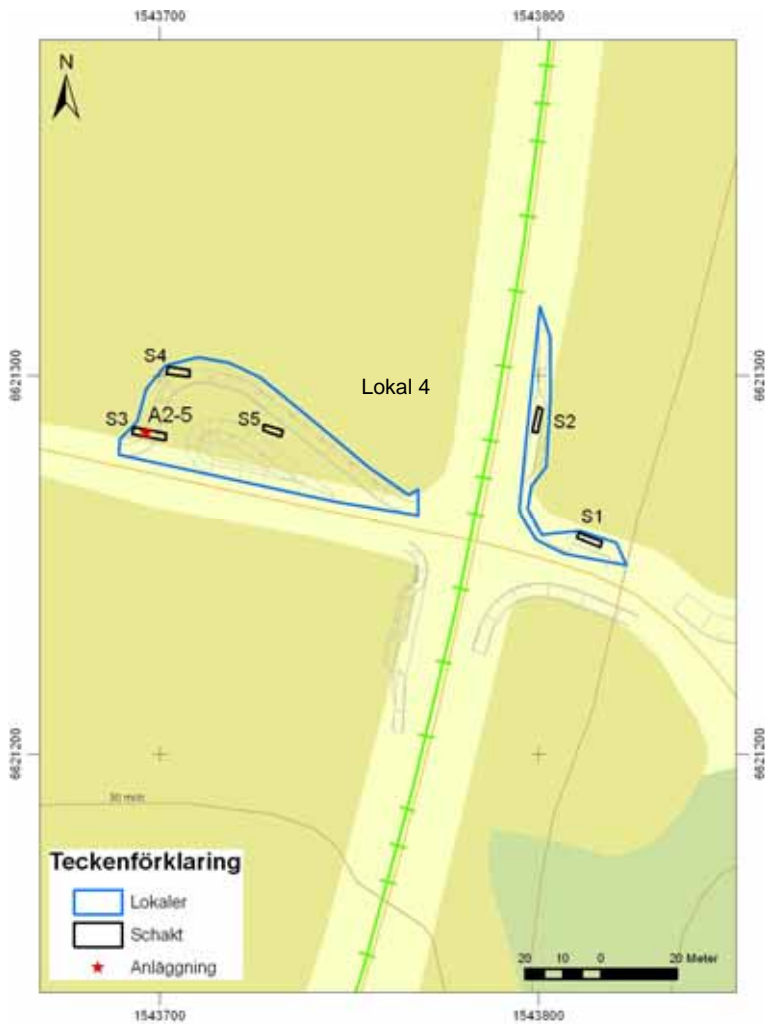 1543700
1543800
N
6621300
6621300
S4
Lokal 4
S3
A2-5
S5
S2
S1
6621200
6621200
Teckenförklaring
Lokaler
Schakt
Anläggning
20 10 0 20 Meter
1543700
1543800